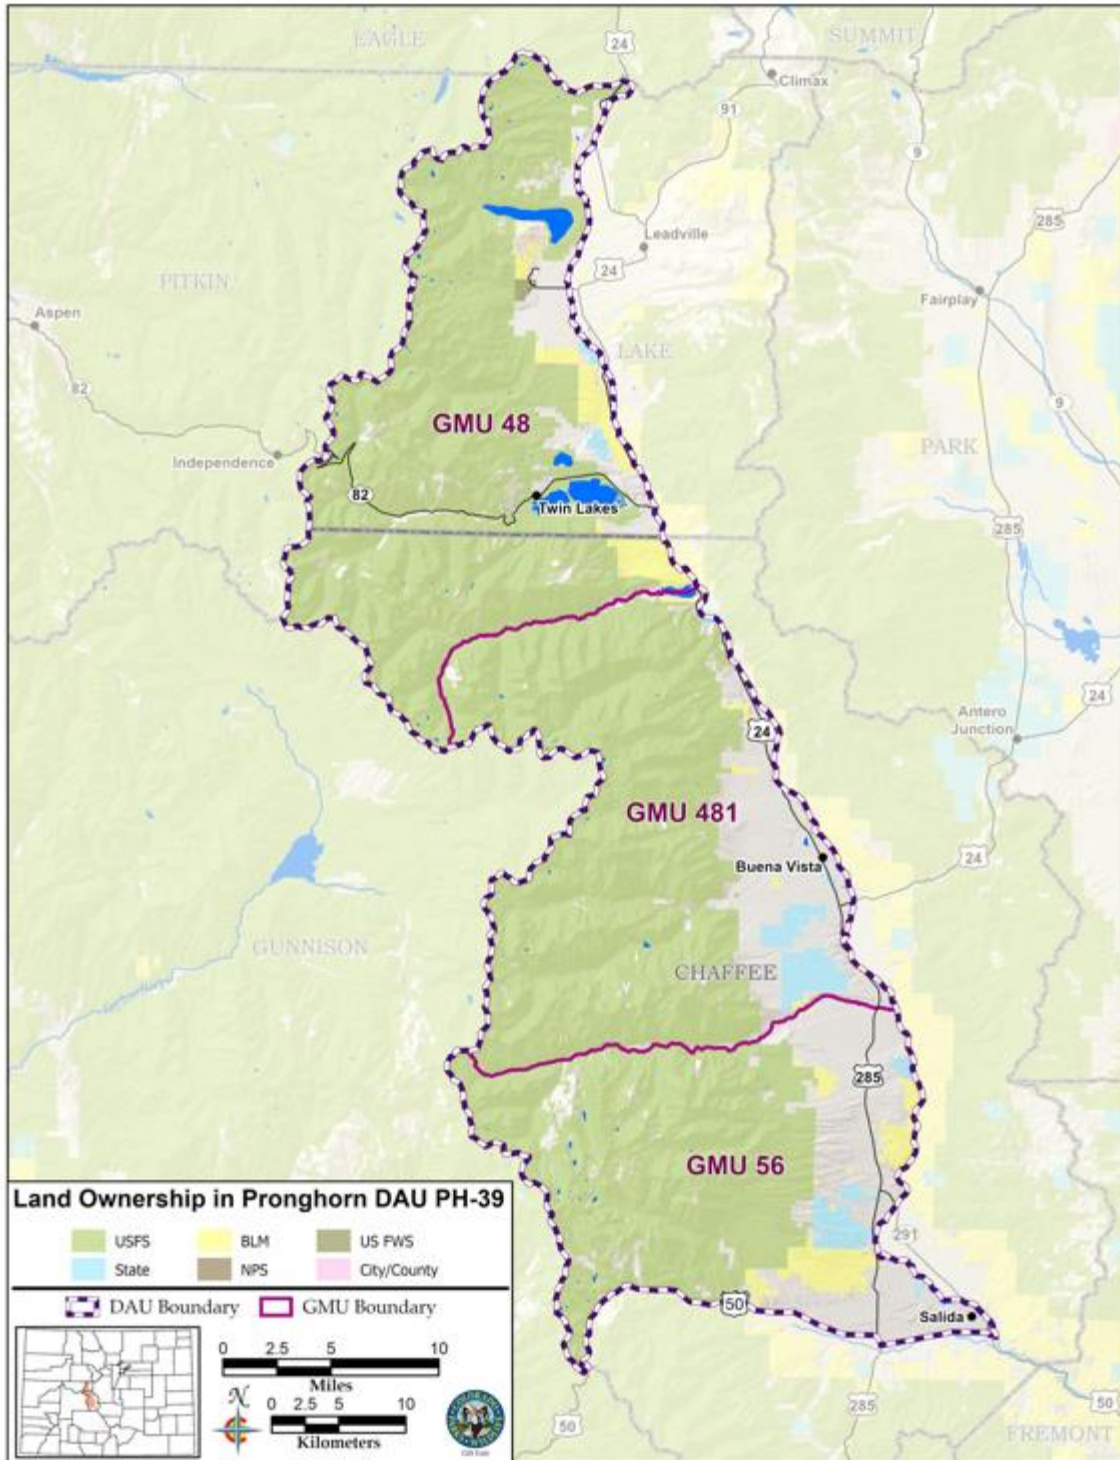 EAGLE
24
SUMMIT
Climax
91
9
285
Leadville
24
PITKIN
Fairplay
Aspen
LAKE
82
9
GMU 48
PARK
Independence
82
Twin Lakes
285
24
Antero
Junction
24
GMU 481
24
Buena Vista
GUNNISON
CHAFFEE
285
GMU 56
291
50
Salida
285
50
50
FREMONT
Land Ownership in Pronghorn DAU PH-39
USFS BLM US FWS
State NPS City/County
DAU Boundary GMU Boundary
0 2.5 5 10
Miles
N
0 2.5 5 10
Kilometers
COLORADO